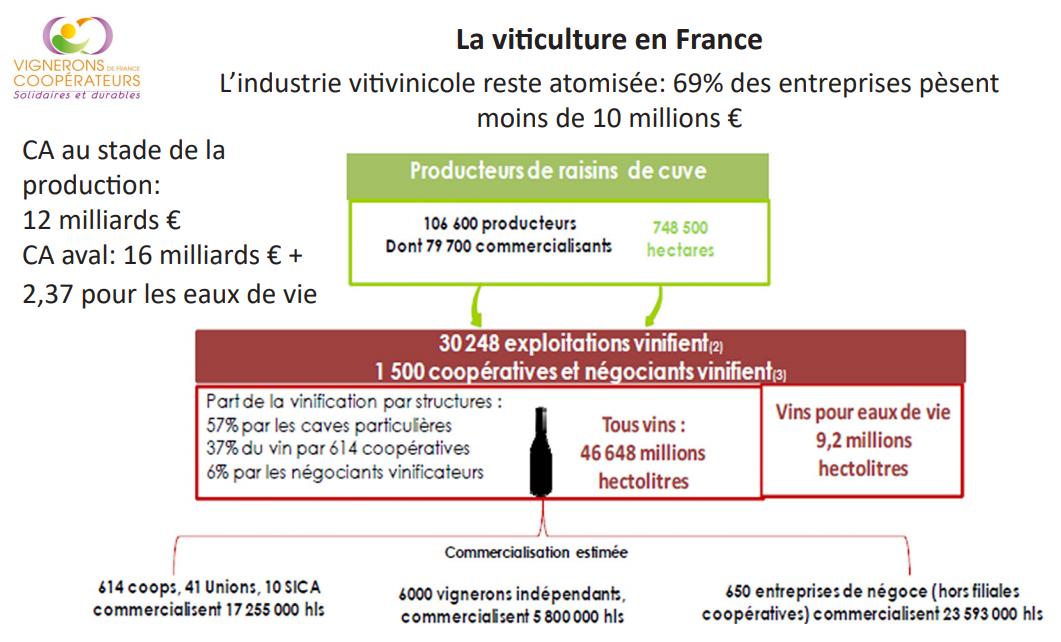 VIGNERONS DE FRANCE
COOPÉRATEURS
Solidaires et durables
La viticulture en France
L’industrie vitivinicole reste atomisée: 69% des entreprises pèsent
moins de 10 millions €
CA au stade de la
production:
12 milliards €
CA aval: 16 milliards € +
2,37 pour les eaux de vie
Producteurs de raisins de cuve
106 600 producteurs
Dont 79 700 commercialisants
748 500
hectares
30 248 exploitations vinifient(2)
1 500 coopératives et négociants vinifient(3)
Part de la vinification par structures :
57% par les caves particulières
37% du vin par 614 coopératives
6% par les négociants vinificateurs
Tous vins :
46 648 millions
hectolitres
Vins pour eaux de vie
9,2 millions
hectolitres
Commercialisation estimée
614 coops, 41 Unions, 10 SICA
commercialisent 17 255 000 hls
6000 vignerons indépendants,
commercialisent 5 800 000 hls
650 entreprises de négoce (hors filiales
coopératives) commercialisent 23 593 000 hls